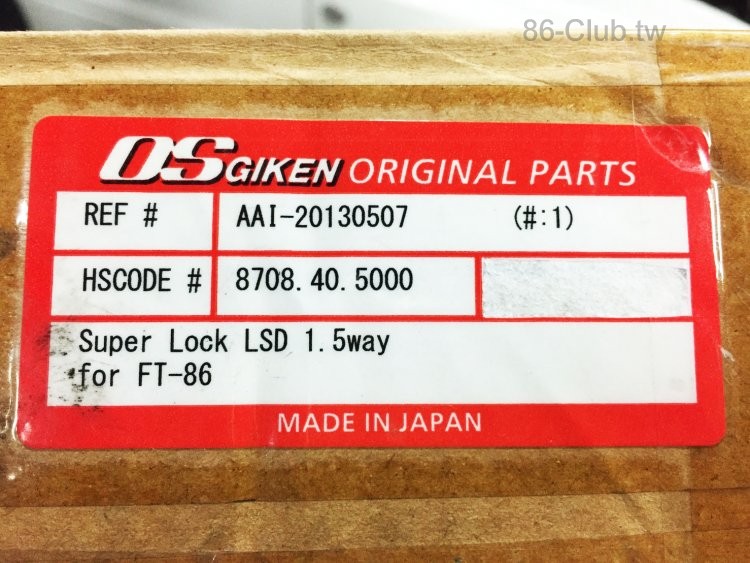 86-Club.tw
OS GIKEN ORIGINAL PARTS
REF # AAI-20130507 (#:1)
HSCODE # 8708.40.5000
Super Lock LSD 1.5way
for FT-86
MADE IN JAPAN